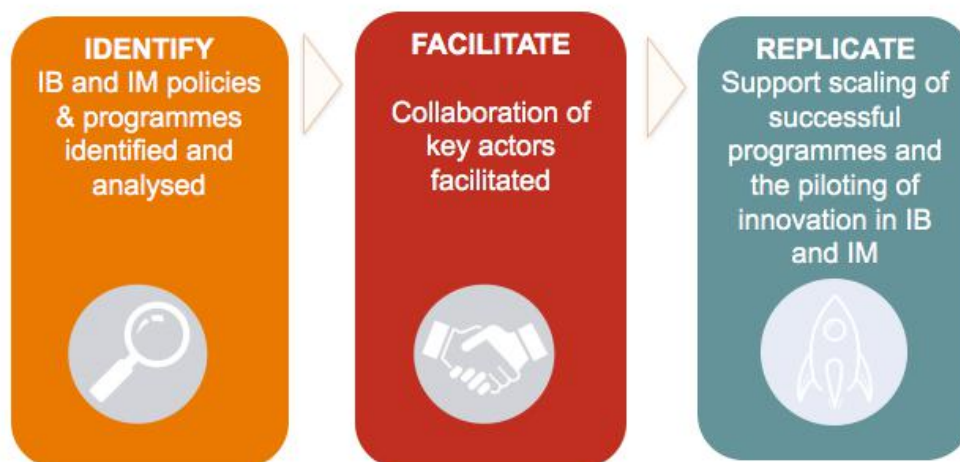 IDENTIFY
IB and IM policies
& programmes
identified and
analysed
FACILITATE
Collaboration of
key actors
facilitated
REPLICATE
Support scaling of
successful
programmes and
the piloting of
innovation in IB
and IM